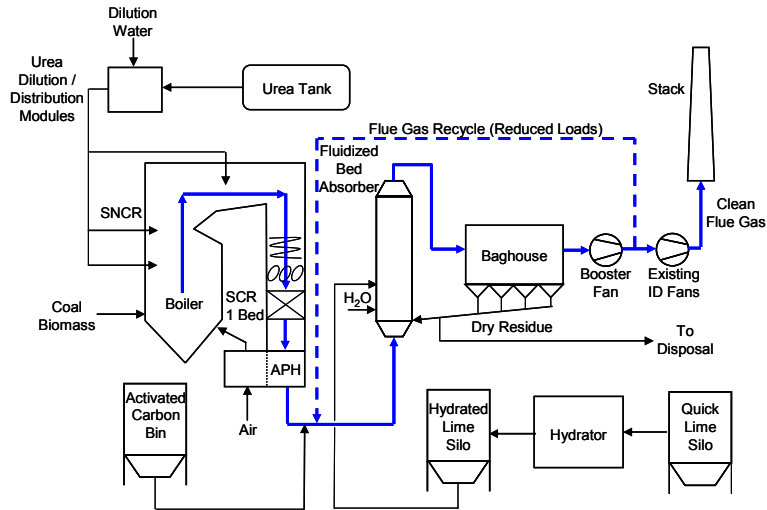 Dilution
Water
Urea
Dilution /
Distribution
Modules
Urea Tank
Stack
Flue Gas Recycle (Reduced Loads)
Fluidized
Bed
Absorber
Clean
Flue Gas
SNCR
Baghouse
Booster
Fan
Existing
ID Fans
Boiler
SCR
1 Bed
H2O
Coal
Biomass
Dry Residue
To
Disposal
APH
Air
Activated
Carbon
Bin
Hydrated
Lime
Silo
Hydrator
Quick
Lime
Silo